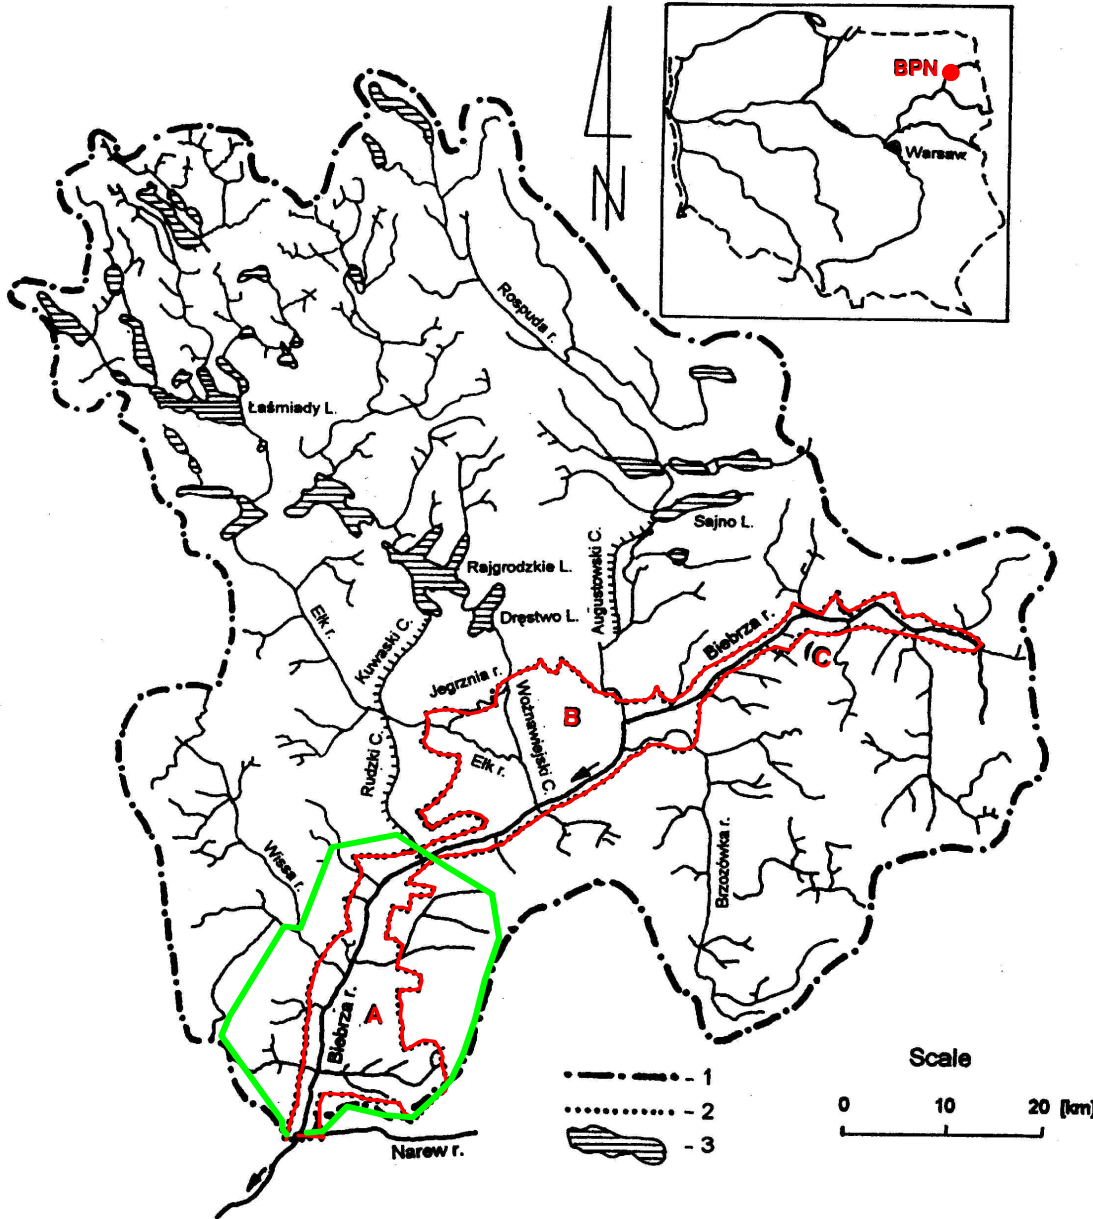 BPN
Warsaw
N
Rospuda r.
Łaśmiady L.
Sajno L.
Augustowski C.
Rajgrodzkie L.
Dręstwo L.
Ełk r.
Kuwaski C.
Biebrza r.
C
Jegrznia r.
Woźnawiejski C.
B
Rudzki C.
Ełk r.
Wissa r.
Brzozówka r.
Biebrza r.
A
Narew r.
- 1
- 2
- 3
Scale
0 10 20 [km]